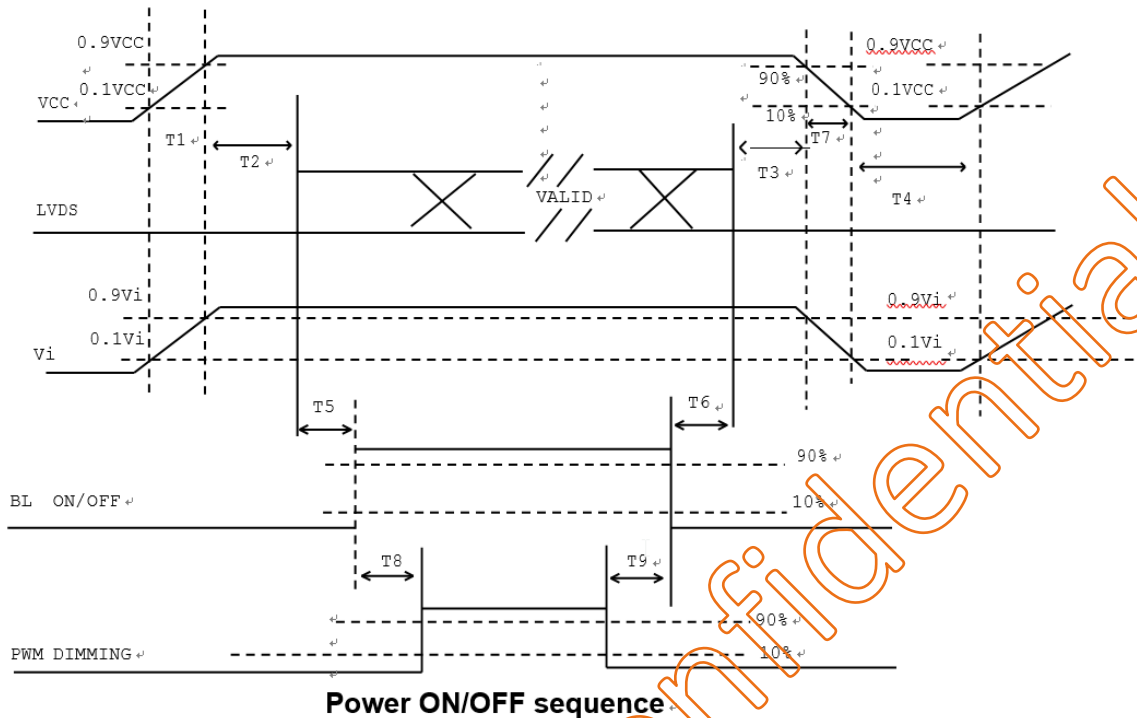 0.9VCC
0.1VCC
VCC
T1
T2
90%
10%
T3
T7
0.9VCC
0.1VCC
T4
LVDS
VALID
0.9Vi
0.1Vi
Vi
0.9Vi
0.1Vi
T5
T6
90%
10%
BL ON/OFF
T8
T9
90%
10%
PWM DIMMING
Power ON/OFF sequence
onfidential